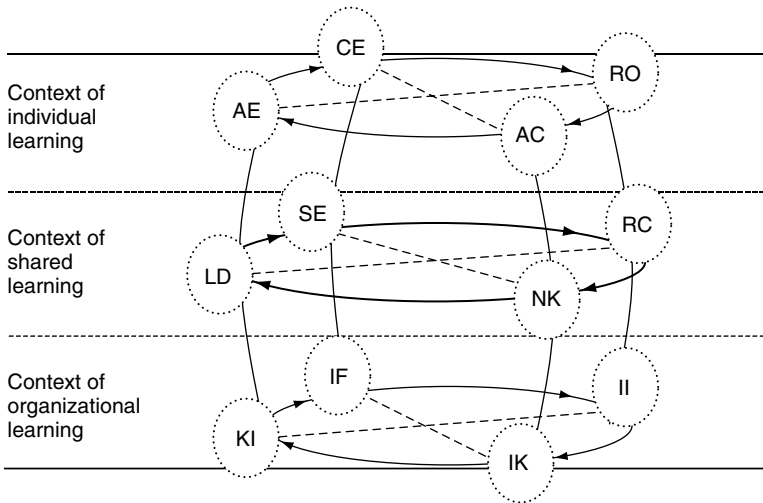 CE
RO
Context of
individual
learning
AE
AC
SE
RC
Context of
shared
learning
LD
NK
IF
II
Context of
organizational
learning
KI
IK